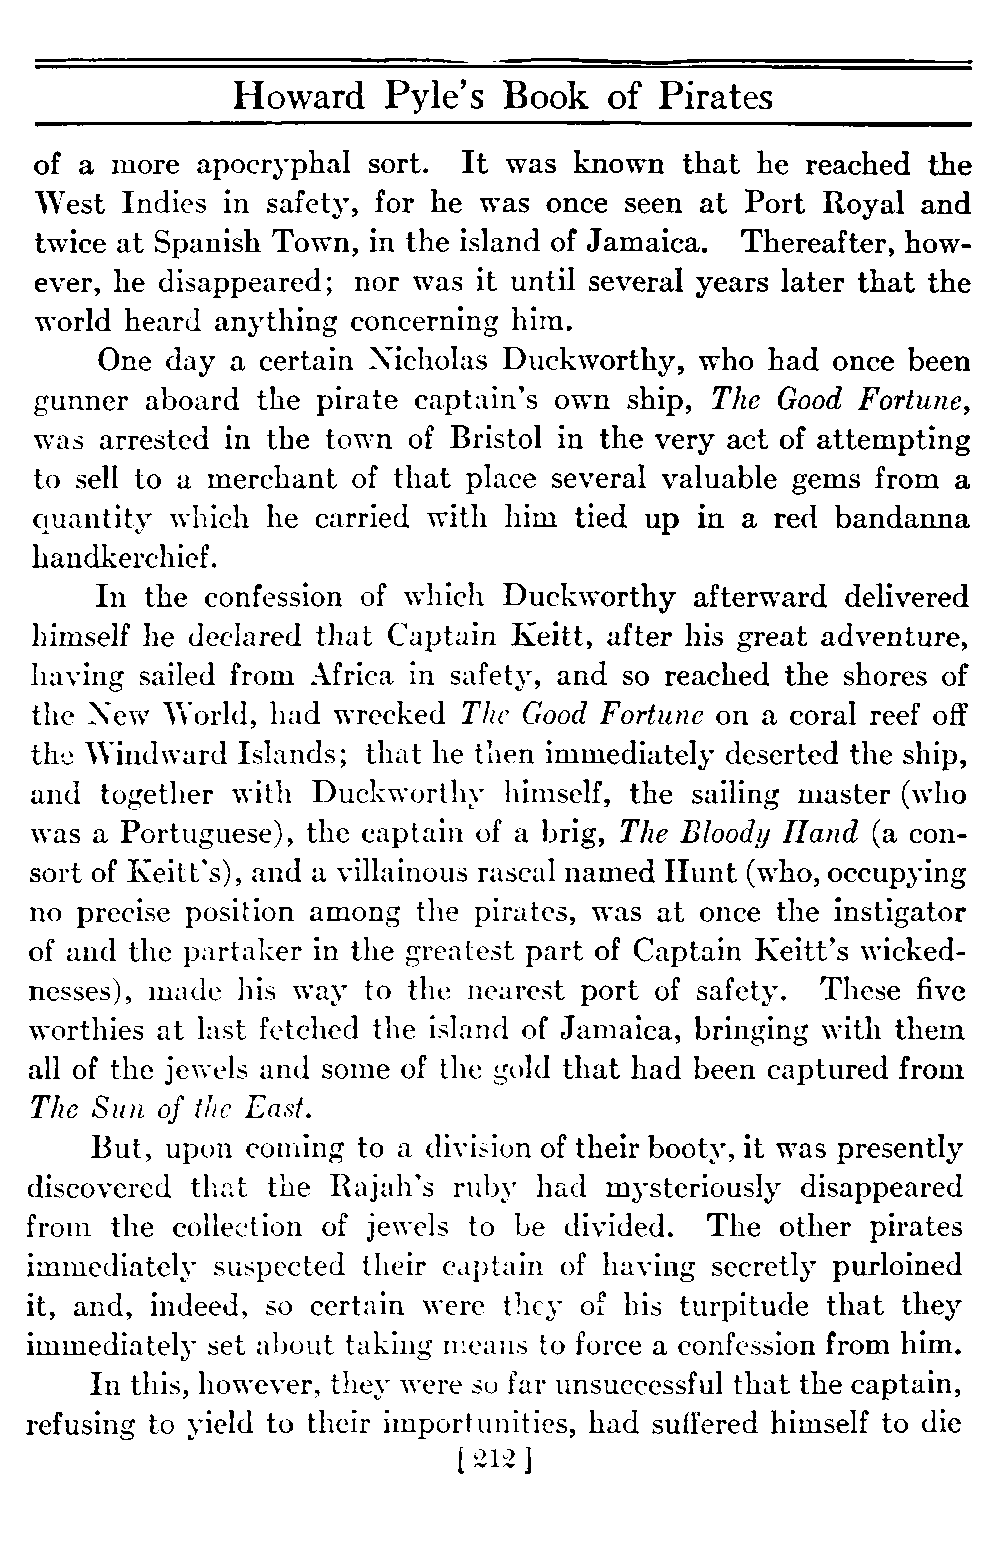 Howard Pyle's Book of Pirates
of a more apocryphal sort. It was known that he reached the
West Indies in safety, for he was once seen at Port Royal and
twice at Spanish Town, in the island of Jamaica. Thereafter, how-
ever, he disappeared; nor was it until several years later that the
world heard anything concerning him.
One day a certain Nicholas Duckworthy, who had once been
gunner aboard the pirate captain's own ship, The Good Fortune,
was arrested in the town of Bristol in the very act of attempting
to sell to a merchant of that place several valuable gems from a
quantity which he carried with him tied up in a red bandanna
handkerchief.
In the confession of which Duckworthy afterward delivered
himself he declared that Captain Keitt, after his great adventure,
having sailed from Africa in safety, and so reached the shores of
the New World, had wrecked The Good Fortune on a coral reef off
the Windward Islands; that he then immediately deserted the ship,
and together with Duckworthy himself, the sailing master (who
was a Portuguese), the captain of a brig, The Bloody Hand (a con-
sort of Keitt's), and a villainous rascal named Hunt (who, occupying
no precise position among the pirates, was at once the instigator
of and the partaker in the greatest part of Captain Keitt's wicked-
nesses), made his way to the nearest port of safety. These five
worthies at last fetched the island of Jamaica, bringing with them
all of the jewels and some of the gold that had been captured from
The Sun of the East.
But, upon coming to a division of their booty, it was presently
discovered that the Rajah's ruby had mysteriously disappeared
from the collection of jewels to be divided. The other pirates
immediately suspected their captain of having secretly purloined
it, and, indeed, so certain were they of his turpitude that they
immediately set about taking means to force a confession from him.
In this, however, they were so far unsuccessful that the captain,
refusing to yield to their importunities, had suffered himself to die
[ 212 ]